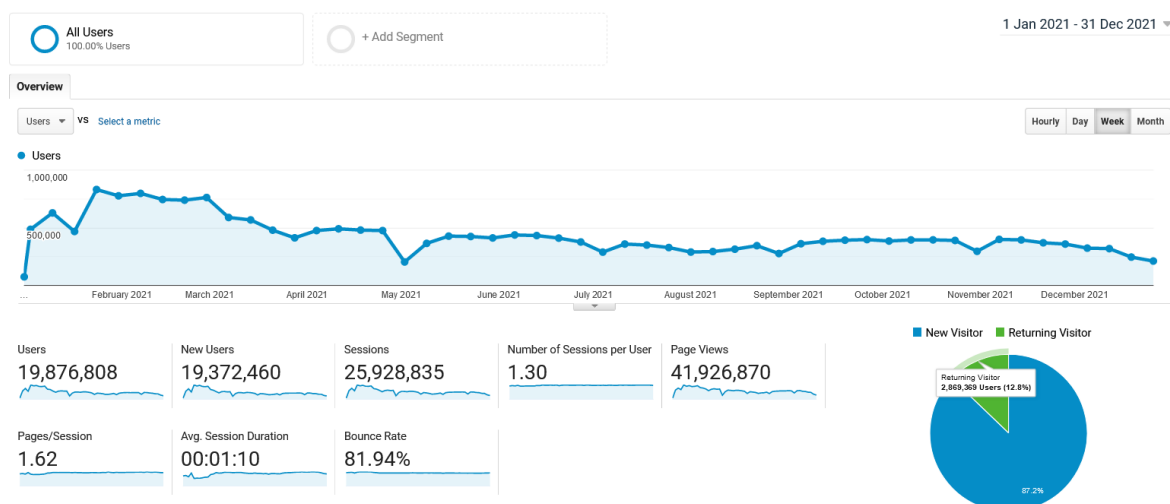 All Users
100.00% Users
+ Add Segment
1 Jan 2021 - 31 Dec 2021
Overview
Users VS Select a metric
Hourly Day Week Month
Users
1,000,000
500,000
... February 2021 March 2021 April 2021 May 2021 June 2021 July 2021 August 2021 September 2021 October 2021 November 2021 December 2021
New Visitor Returning Visitor
Users New Users Sessions Number of Sessions per User Page Views
19,876,808 19,372,460 25,928,835 1.30 41,926,870
Returning Visitor
2,869,369 Users (12.8%)
Pages/Session Avg. Session Duration Bounce Rate
1.62 00:01:10 81.94%
87.2%